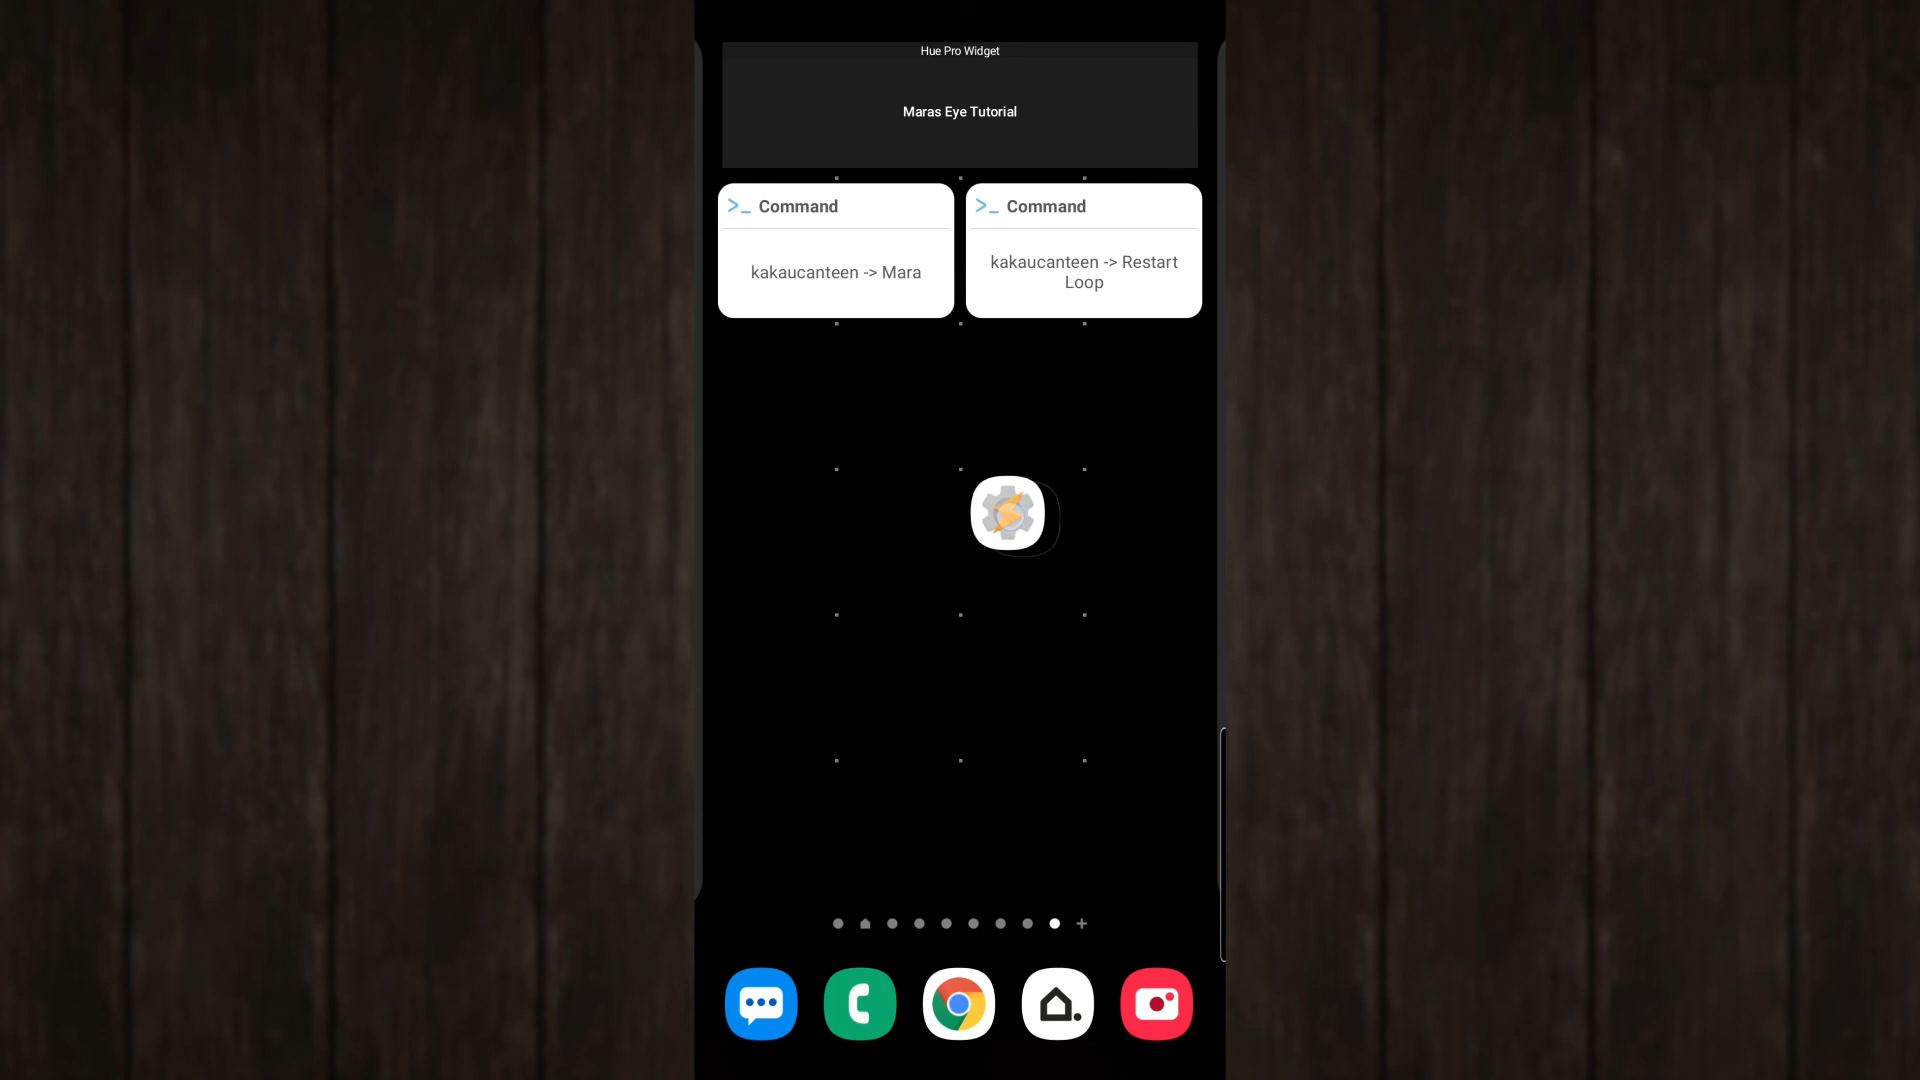 Hue Pro Widget
Maras Eye Tutorial
>_ Command
kakaucanteen -> Mara
>_ Command
kakaucanteen -> Restart
Loop